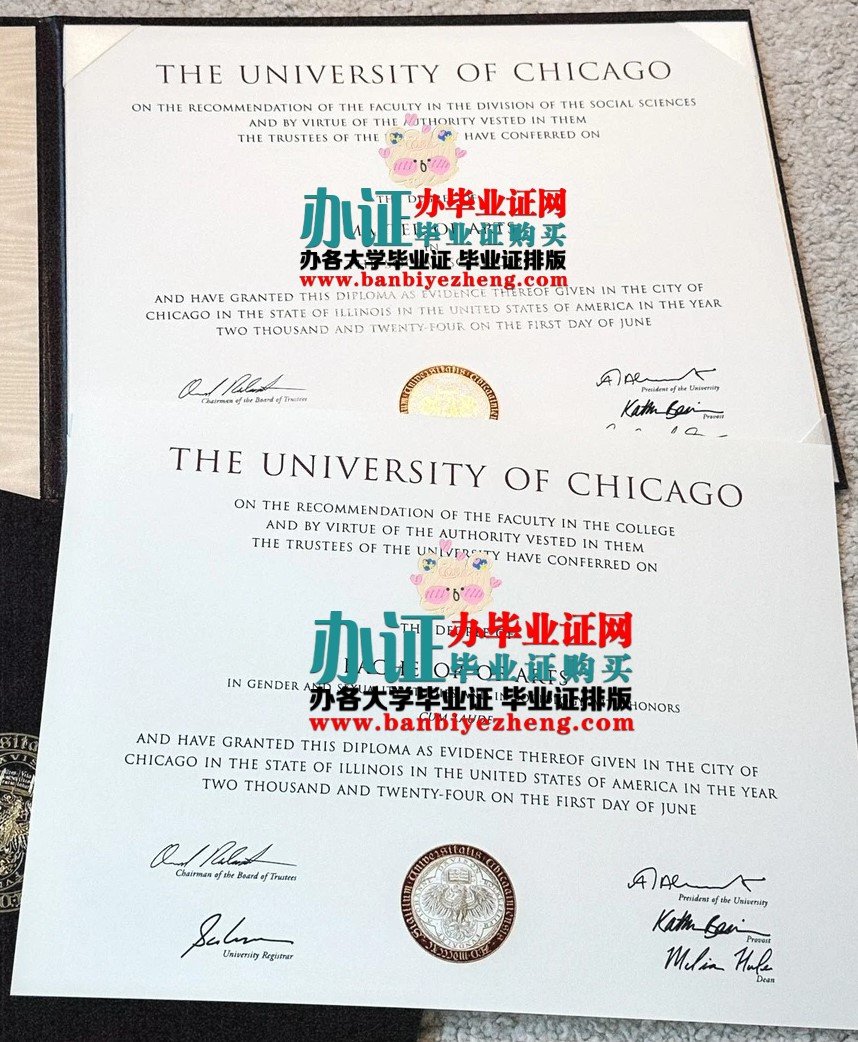 THE UNIVERSITY OF CHICAGO
ON THE RECOMMENDATION OF THE FACULTY IN THE DIVISION OF THE SOCIAL SCIENCES
AND BY VIRTUE OF THE AUTHORITY VESTED IN THEM
THE TRUSTEES OF THE HAVE CONFERRED ON
办证
办毕业证网
毕业证购买
办各大学毕业证 毕业证排版
www.banbiyezheng.com
AND HAVE GRANTED THIS DIPLOMA AS EVIDENCE THEREOF GIVEN IN THE CITY OF
CHICAGO IN THE STATE OF ILLINOIS IN THE UNITED STATES OF AMERICA IN THE YEAR
TWO THOUSAND AND TWENTY-FOUR ON THE FIRST DAY OF JUNE
Chairman of the Board of Trustees
President of the University
Provost
THE UNIVERSITY OF CHICAGO
ON THE RECOMMENDATION OF THE FACULTY IN THE COLLEGE
AND BY VIRTUE OF THE AUTHORITY VESTED IN THEM
THE TRUSTEES OF THE UNIVERSITY HAVE CONFERRED ON
THE DEGREE OF
办证
办毕业证网
BACHELOR OF ARTS
毕业证购买
IN GENDER AND SEXUALITY HONORS
办各大学毕业证 毕业证排版
CUM LAUDE
www.banbiyezheng.com
AND HAVE GRANTED THIS DIPLOMA AS EVIDENCE THEREOF GIVEN IN THE CITY OF
CHICAGO IN THE STATE OF ILLINOIS IN THE UNITED STATES OF AMERICA IN THE YEAR
TWO THOUSAND AND TWENTY-FOUR ON THE FIRST DAY OF JUNE
Chairman of the Board of Trustees
University Registrar
President of the University
Provost
Dean